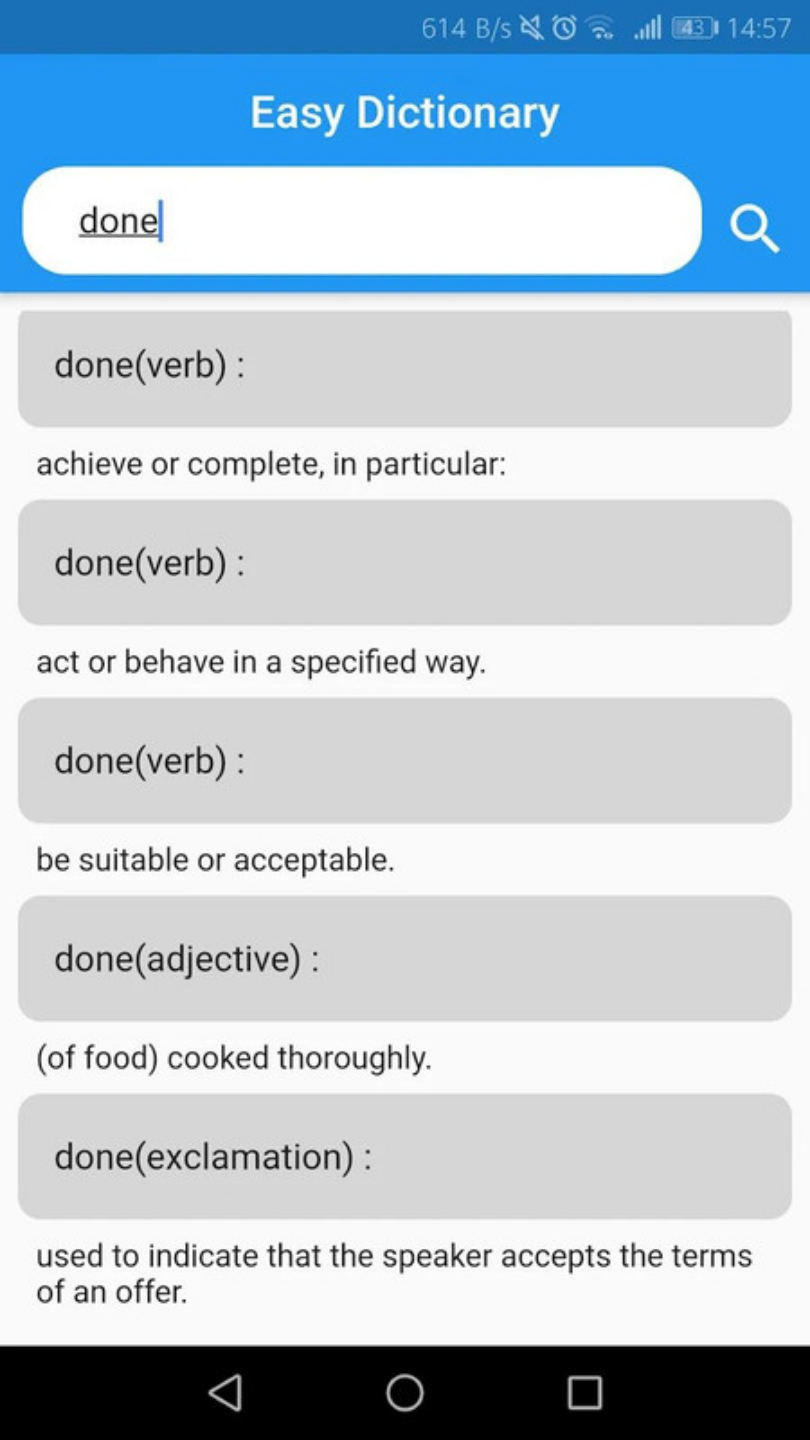 614 B/s 43 14:57
Easy Dictionary
done
done(verb) :
achieve or complete, in particular:
done(verb) :
act or behave in a specified way.
done(verb) :
be suitable or acceptable.
done(adjective) :
(of food) cooked thoroughly.
done(exclamation) :
used to indicate that the speaker accepts the terms
of an offer.